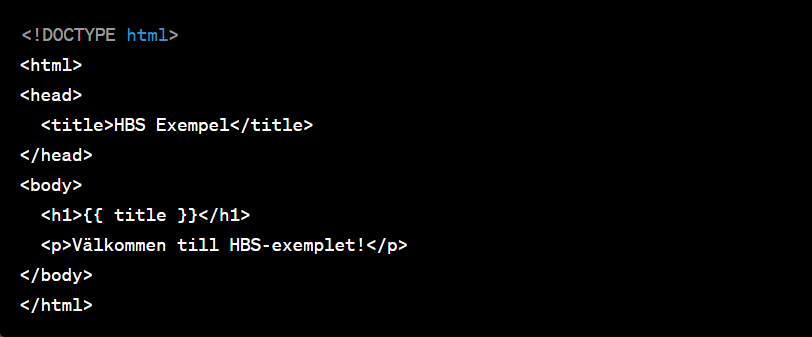 <!DOCTYPE html>
<html>
<head>
  <title>HBS Exempel</title>
</head>
<body>
  <h1>{{ title }}</h1>
  <p>Välkommen till HBS-exemplet!</p>
</body>
</html>